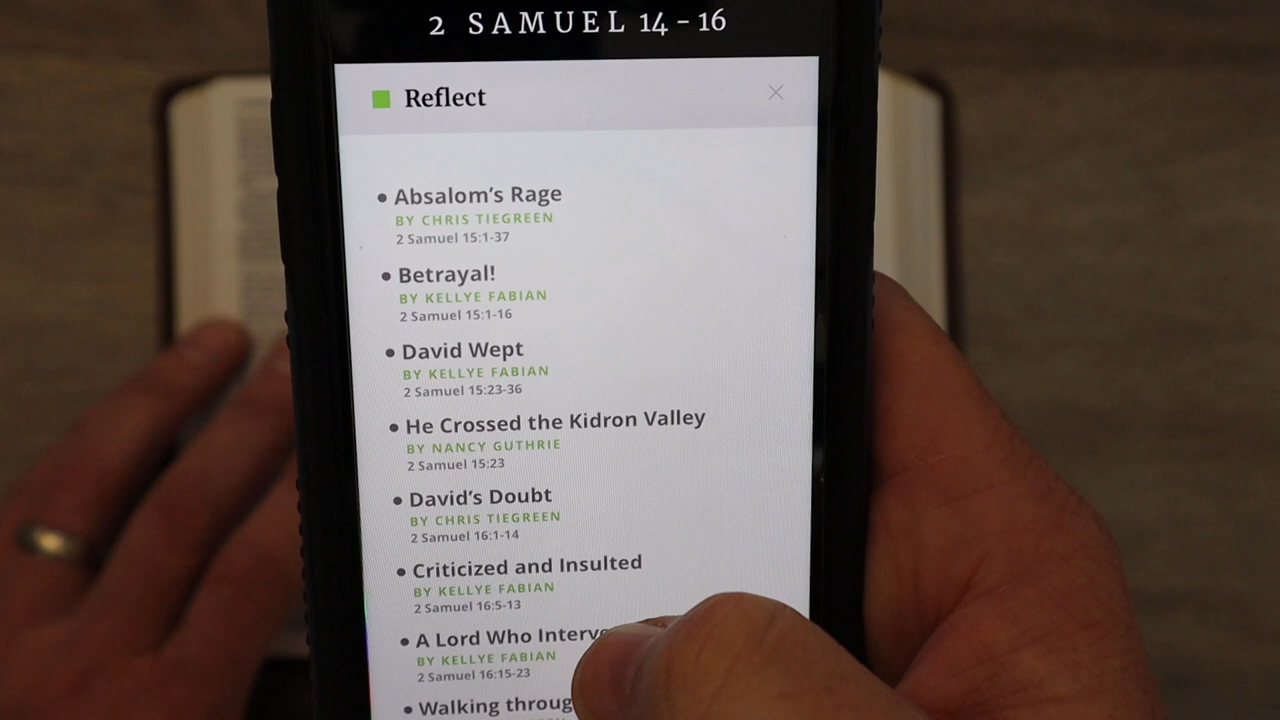 2 SAMUEL 14 – 16
Reflect
Absalom’s Rage
BY CHRIS TIEGREEN
2 Samuel 15:1-37
Betrayal!
BY KELLYE FABIAN
2 Samuel 15:1-16
David Wept
BY KELLYE FABIAN
2 Samuel 15:23-36
He Crossed the Kidron Valley
BY NANCY GUTHRIE
2 Samuel 15:23
David’s Doubt
BY CHRIS TIEGREEN
2 Samuel 16:1-14
Criticized and Insulted
BY KELLYE FABIAN
2 Samuel 16:5-13
A Lord Who
BY KELLYE FABIAN
2 Samuel 16:15-23
Walking